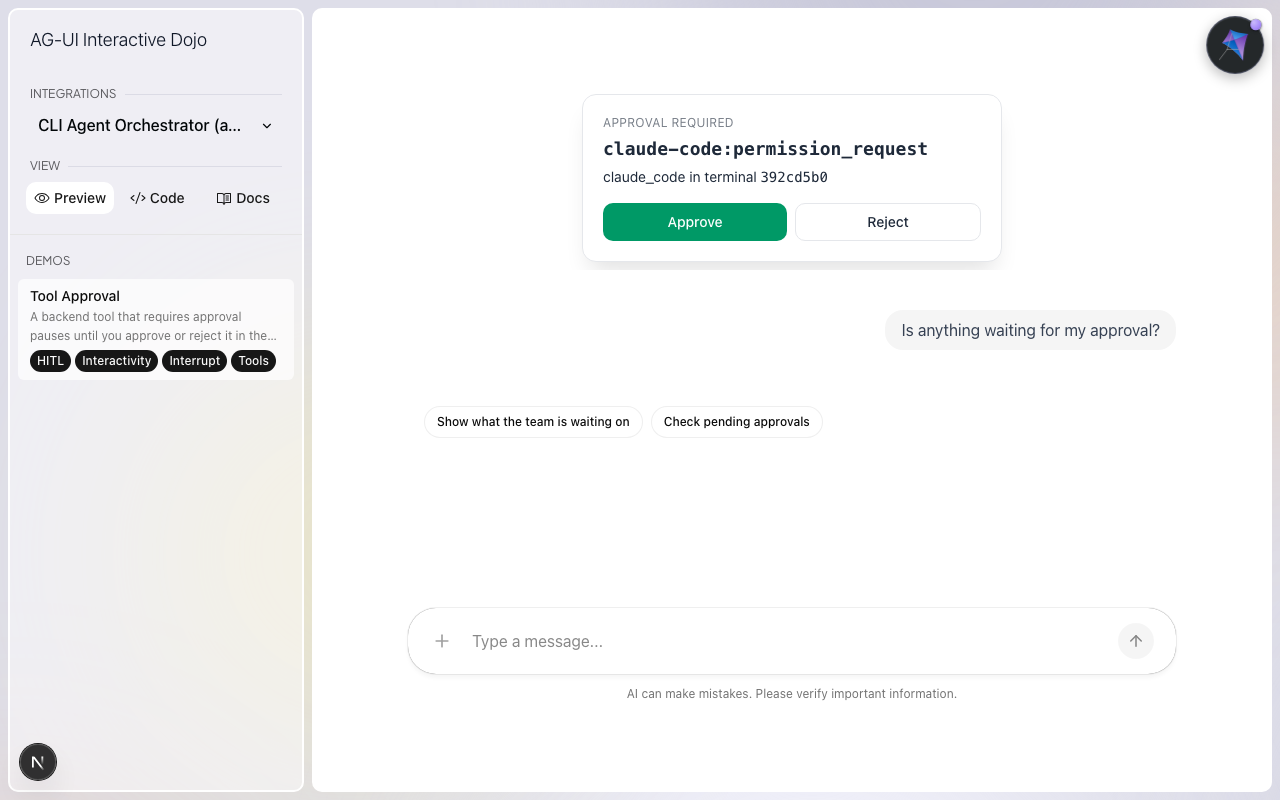 AG-UI Interactive Dojo
INTEGRATIONS
CLI Agent Orchestrator (a...
VIEW
Preview
</> Code
Docs
DEMOS
Tool Approval
A backend tool that requires approval
pauses until you approve or reject it in the...
HITL
Interactivity
Interrupt
Tools
APPROVAL REQUIRED
claude-code:permission_request
claude_code in terminal 392cd5b0
Approve
Reject
Is anything waiting for my approval?
Show what the team is waiting on
Check pending approvals
Type a message...
AI can make mistakes. Please verify important information.
N